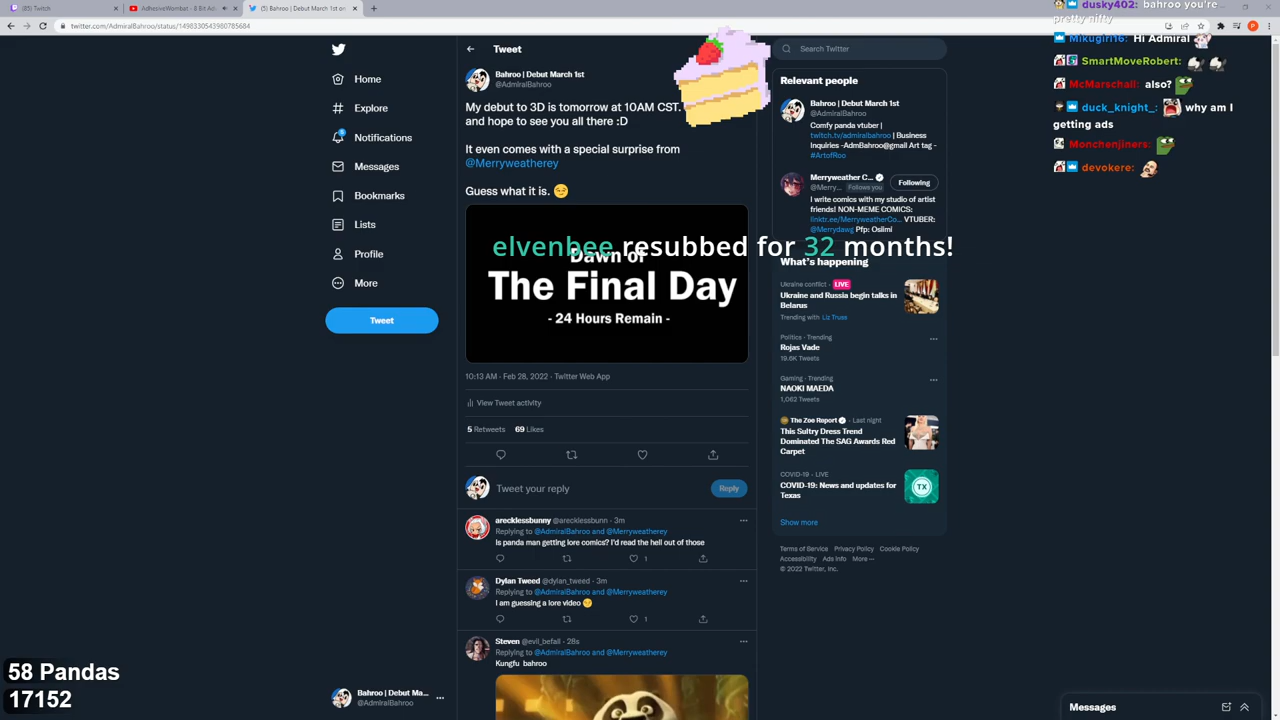 (85) Twitch
AdhesiveWombat - 8 Bit Ad
(5) Bahroo | Debut March 1st on
twitter.com/AdmiralBahroo/status/1498330543980785684
Home
Explore
Notifications
Messages
Bookmarks
Lists
Profile
More
Tweet
Bahroo | Debut Ma...
@AdmiralBahroo
58 Pandas
17152
Tweet
Bahroo | Debut March 1st
@AdmiralBahroo
My debut to 3D is tomorrow at 10AM CST.
and hope to see you all there :D
It even comes with a special surprise from
@Merryweatherey
Guess what it is. 😏
elvenbee resubbed for 32 months!
Dawn of
The Final Day
- 24 Hours Remain -
10:13 AM · Feb 28, 2022 · Twitter Web App
View Tweet activity
5 Retweets 69 Likes
Tweet your reply
Reply
arecklessbunny @arecklessbunn · 3m
Replying to @AdmiralBahroo and @Merryweatherey
Is panda man getting lore comics? I'd read the hell out of those
1
Dylan Tweed @dylan_tweed · 3m
Replying to @AdmiralBahroo and @Merryweatherey
I am guessing a lore video 😏
1
Steven @evil_befall · 28s
Replying to @AdmiralBahroo and @Merryweatherey
Kungfu bahroo
Search Twitter
Relevant people
Bahroo | Debut March 1st
@AdmiralBahroo
Comfy panda vtuber |
twitch.tv/admiralbahroo | Business
Inquiries -AdmBahroo@gmail Art tag -
#ArtofRoo
Merryweather C...
@Merry... Follows you
Following
I write comics with my studio of artist
friends! NON-MEME COMICS:
linktr.ee/MerryweatherCo... VTUBER:
@Merrydawg Pfp: Osiimi
What's happening
Ukraine conflict · LIVE
Ukraine and Russia begin talks in
Belarus
Trending with Liz Truss
Politics · Trending
Rojas Vade
19.6K Tweets
Gaming · Trending
NAOKI MAEDA
1,062 Tweets
The Zoe Report · Last night
This Sultry Dress Trend
Dominated The SAG Awards Red
Carpet
COVID-19 · LIVE
COVID-19: News and updates for
Texas
TX
Show more
Terms of Service Privacy Policy Cookie Policy
Accessibility Ads info More ···
© 2022 Twitter, Inc.
dusky402: bahroo you're
pretty nifty
Mikugirl16: Hi Admiral
SmartMoveRobert:
McMarschall: also?
duck_knight_: why am I
getting ads
Monchenjiners:
devokere:
Messages